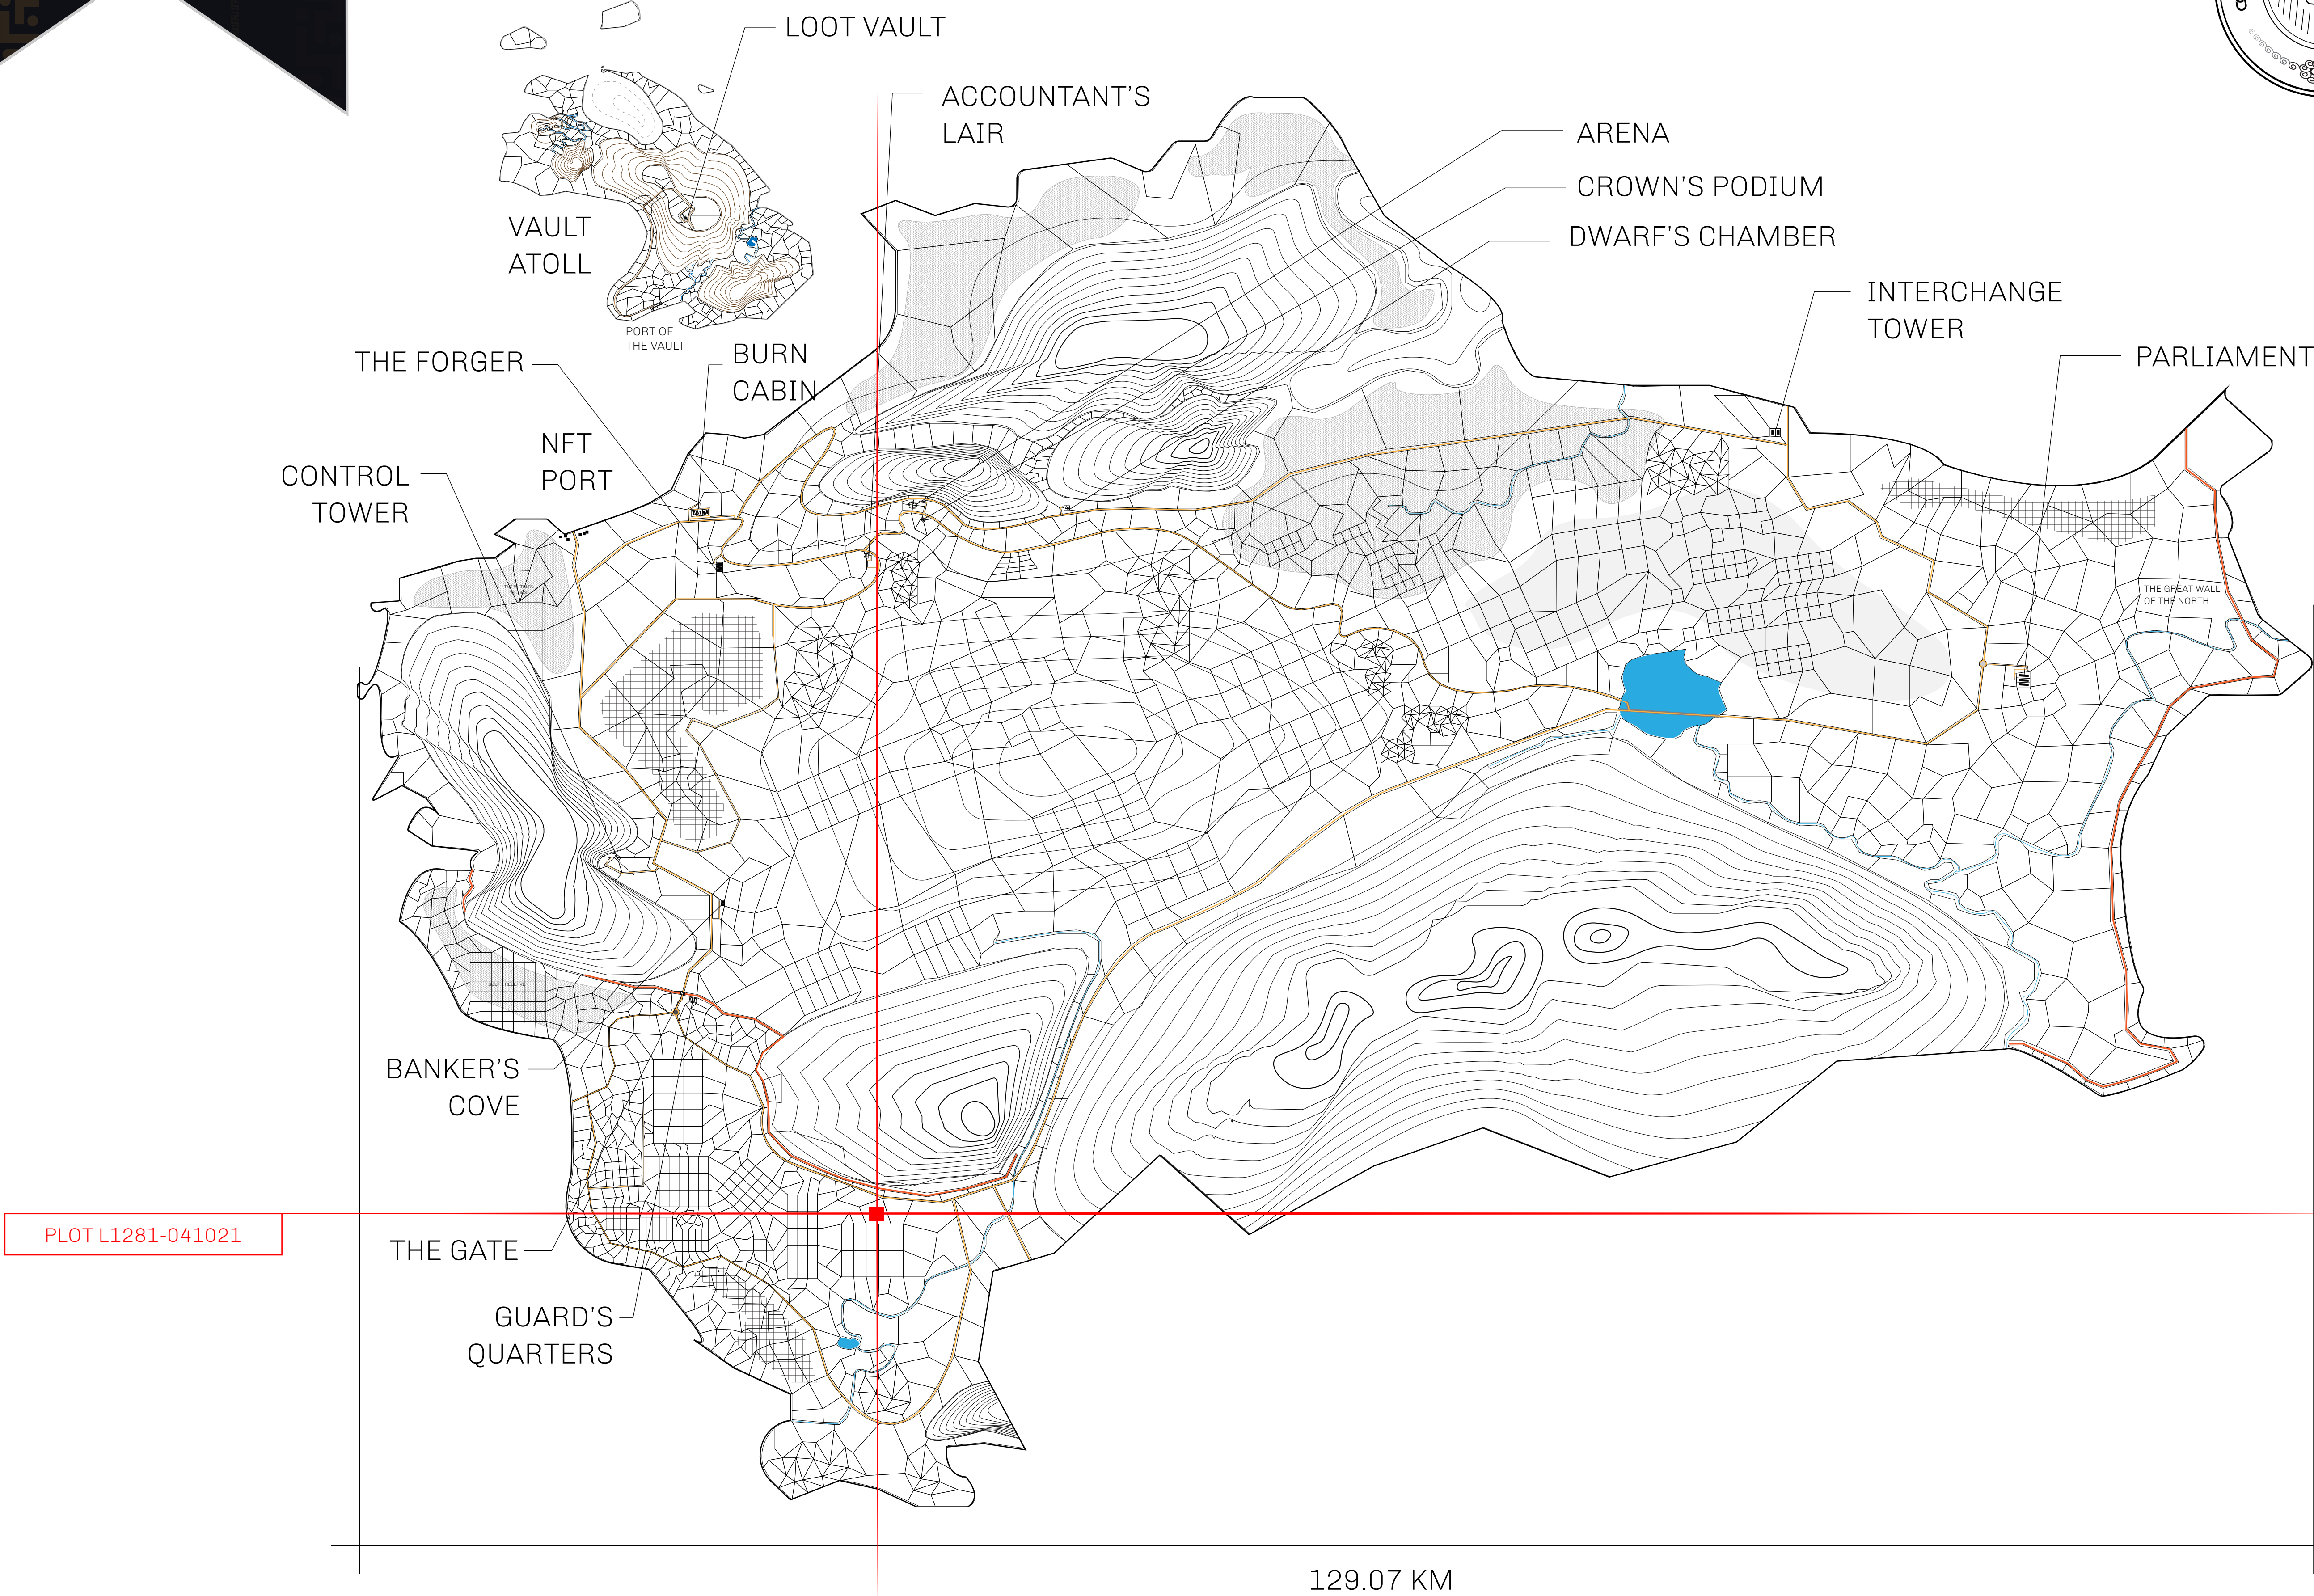 LOOT VAULT
ACCOUNTANT'S
LAIR
ARENA
CROWN'S PODIUM
DWARF'S CHAMBER
VAULT
ATOLL
INTERCHANGE
TOWER
PORT OF
THE VAULT
PARLIAMENT
THE FORGER
BURN
CABIN
NFT
PORT
CONTROL
TOWER
THE GREAT WALL
OF THE NORTH
SOUTH RESERVE
BANKER'S
COVE
PLOT L1281-041021
THE GATE
GUARD'S
QUARTERS
129.07 KM